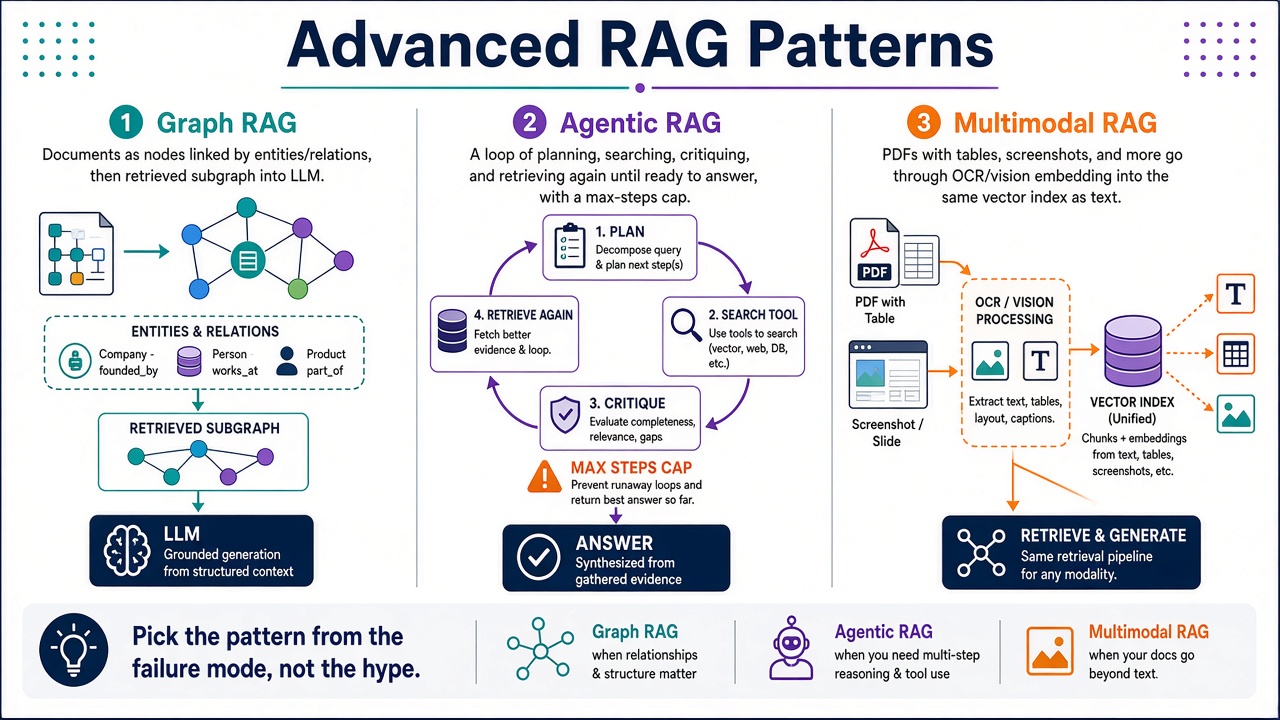 Advanced RAG Patterns
1 Graph RAG
Documents as nodes linked by entities/relations,
then retrieved subgraph into LLM.
ENTITIES & RELATIONS
Company -
founded_by
Person -
works_at
Product
part_of
RETRIEVED SUBGRAPH
LLM
Grounded generation
from structured context
2 Agentic RAG
A loop of planning, searching, critiquing,
and retrieving again until ready to answer,
with a max-steps cap.
1. PLAN
Decompose query
& plan next step(s)
2. SEARCH TOOL
Use tools to search
(vector, web, DB,
etc.)
3. CRITIQUE
Evaluate completeness,
relevance, gaps
4. RETRIEVE AGAIN
Fetch better
evidence & loop.
MAX STEPS CAP
Prevent runaway loops and
return best answer so far.
ANSWER
Synthesized from
gathered evidence
3 Multimodal RAG
PDFs with tables, screenshots, and more go
through OCR/vision embedding into the
same vector index as text.
PDF
PDF with
Table
Screenshot /
Slide
OCR / VISION
PROCESSING
T
Extract text, tables,
layout, captions.
VECTOR INDEX
(Unified)
Chunks + embeddings
from text, tables,
screenshots, etc.
T
RETRIEVE & GENERATE
Same retrieval pipeline
for any modality.
Pick the pattern from the
failure mode, not the hype.
Graph RAG
when relationships
& structure matter
Agentic RAG
when you need multi-step
reasoning & tool use
Multimodal RAG
when your docs go
beyond text.